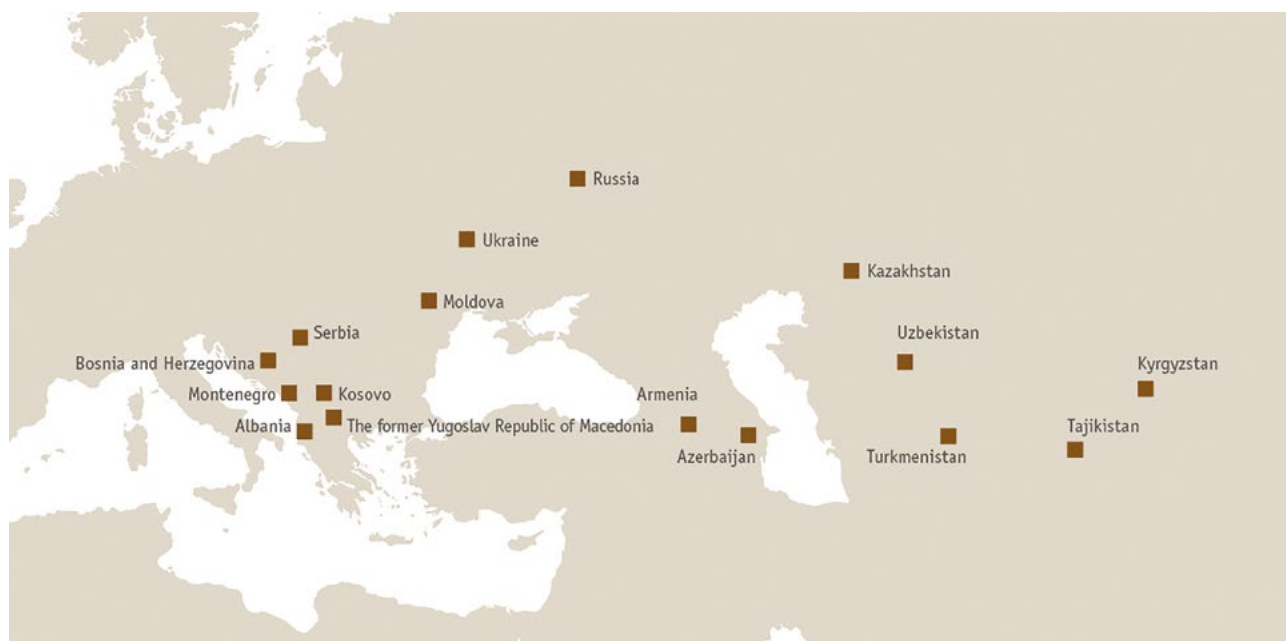 Russia
Ukraine
Kazakhstan
Moldova
Serbia
Uzbekistan
Bosnia and Herzegovina
Kyrgyzstan
Montenegro
Kosovo
Armenia
Albania
The former Yugoslav Republic of Macedonia
Tajikistan
Azerbaijan
Turkmenistan